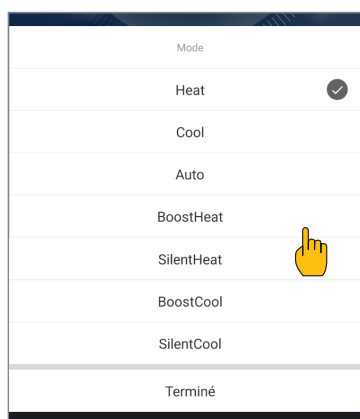 Mode
Heat
Cool
Auto
BoostHeat
SilentHeat
BoostCool
SilentCool
Terminé